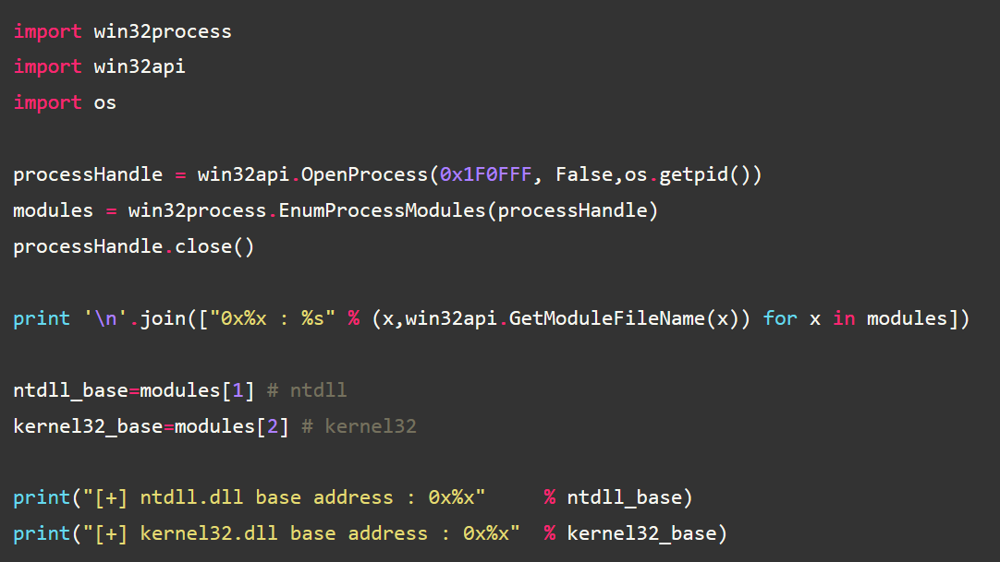 import win32process
import win32api
import os
processHandle = win32api.OpenProcess(0x1F0FFF, False,os.getpid())
modules = win32process.EnumProcessModules(processHandle)
processHandle.close()
print '\n'.join(["0x%x : %s" % (x,win32api.GetModuleFileName(x)) for x in modules])
ntdll_base=modules[1] # ntdll
kernel32_base=modules[2] # kernel32
print("[+] ntdll.dll base address : 0x%x"     % ntdll_base)
print("[+] kernel32.dll base address : 0x%x"  % kernel32_base)